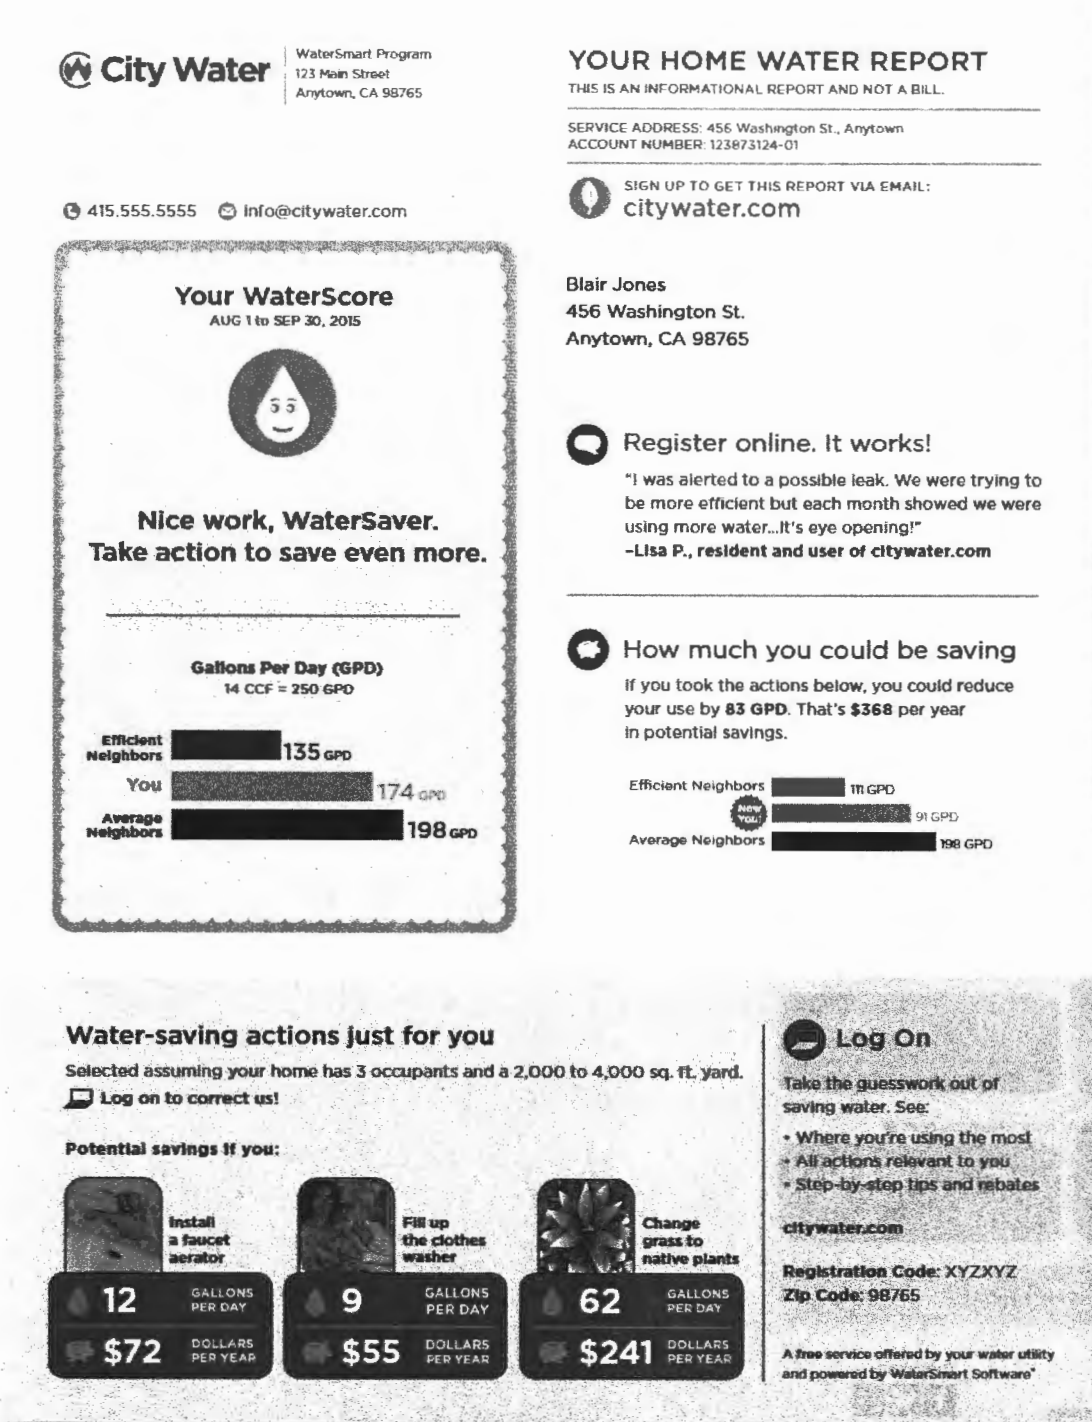 City Water
WaterSmart Program
123 Main Street
Anytown, CA 98765
415.555.5555 info@citywater.com
YOUR HOME WATER REPORT
THIS IS AN INFORMATIONAL REPORT AND NOT A BILL.
SERVICE ADDRESS: 456 Washington St., Anytown
ACCOUNT NUMBER: 123873124-01
SIGN UP TO GET THIS REPORT VIA EMAIL:
citywater.com
Blair Jones
456 Washington St.
Anytown, CA 98765
Your WaterScore
AUG 1 to SEP 30, 2015
Nice work, WaterSaver.
Take action to save even more.
Gallons Per Day (GPD)
14 CCF = 250 GPD
Efficient
Neighbors
135 GPD
You
174 GPD
Average
Neighbors
198 GPD
Register online. It works!
"I was alerted to a possible leak. We were trying to
be more efficient but each month showed we were
using more water...It's eye opening!"
–Lisa P., resident and user of citywater.com
How much you could be saving
If you took the actions below, you could reduce
your use by 83 GPD. That's $368 per year
in potential savings.
Efficient Neighbors 111 GPD
New
You!
91 GPD
Average Neighbors 198 GPD
Water-saving actions just for you
Selected assuming your home has 3 occupants and a 2,000 to 4,000 sq. ft. yard.
Log on to correct us!
Potential savings if you:
Install
a faucet
aerator
12 GALLONS
PER DAY
$72 DOLLARS
PER YEAR
Fill up
the clothes
washer
9 GALLONS
PER DAY
$55 DOLLARS
PER YEAR
Change
grass to
native plants
62 GALLONS
PER DAY
$241 DOLLARS
PER YEAR
Log On
Take the guesswork out of
saving water. See:
• Where you're using the most
• All actions relevant to you
• Step-by-step tips and rebates
citywater.com
Registration Code: XYZXYZ
Zip Code: 98765
A free service offered by your water utility
and powered by WaterSmart Software®